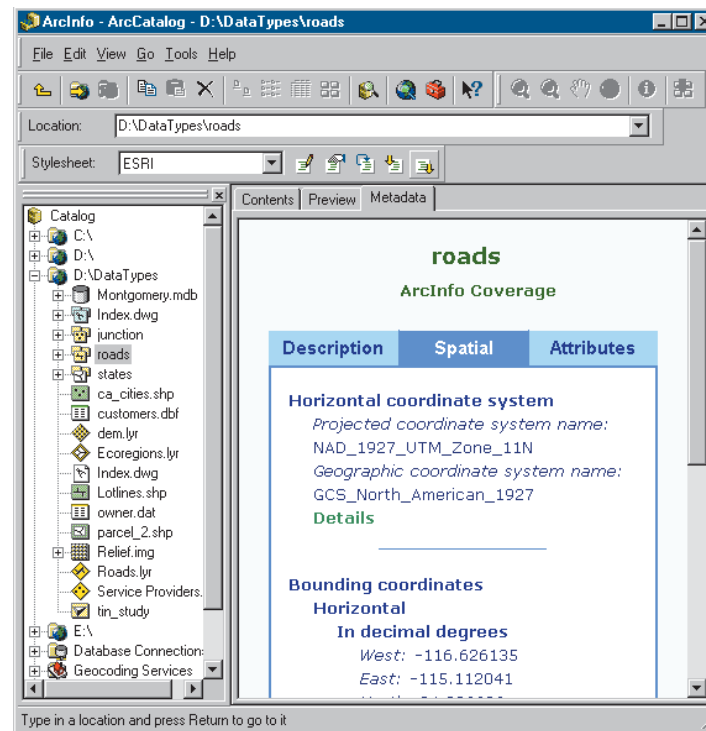 ArcInfo - ArcCatalog - D:\DataTypes\roads
File Edit View Go Tools Help
Location: D:\DataTypes\roads
Stylesheet: ESRI
Contents Preview Metadata
Catalog
C:\
D:\
D:\DataTypes
Montgomery.mdb
Index.dwg
junction
roads
states
ca_cities.shp
customers.dbf
dem.lyr
Ecoregions.lyr
Index.dwg
Lotlines.shp
owner.dat
parcel_2.shp
Relief.img
Roads.lyr
Service Providers.
tin_study
E:\
Database Connection
Geocoding Services
roads
ArcInfo Coverage
Description Spatial Attributes
Horizontal coordinate system
Projected coordinate system name:
NAD_1927_UTM_Zone_11N
Geographic coordinate system name:
GCS_North_American_1927
Details
Bounding coordinates
Horizontal
In decimal degrees
West: -116.626135
East: -115.112041
Type in a location and press Return to go to it